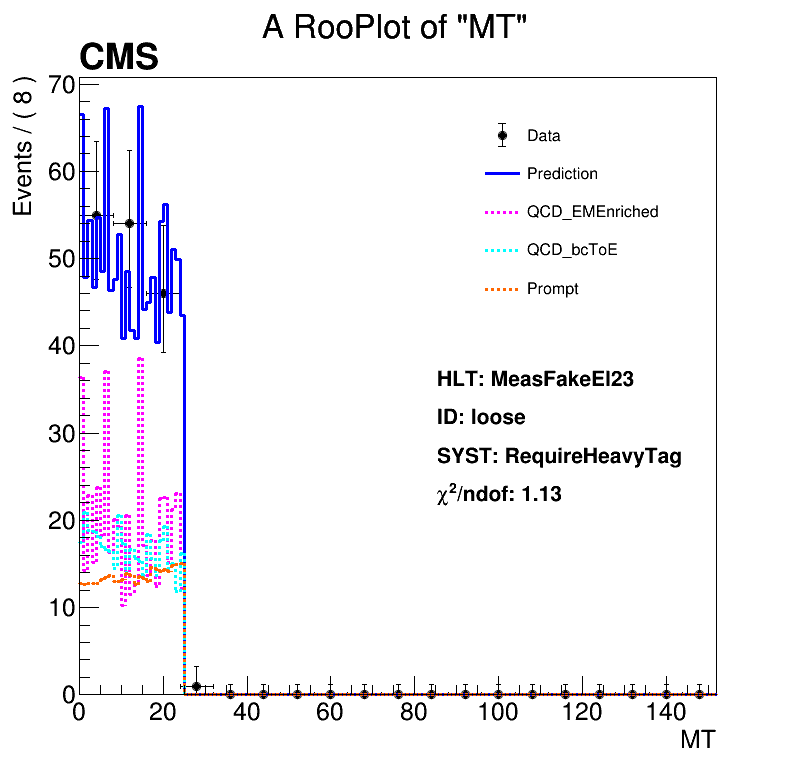 A RooPlot of "MT"
CMS
Events / ( 8 )
70
60
50
40
30
20
10
0
Data
Prediction
QCD_EMEnriched
QCD_bcToE
Prompt
HLT: MeasFakeEl23
ID: loose
SYST: RequireHeavyTag
χ²/ndof: 1.13
0 20 40 60 80 100 120 140
MT